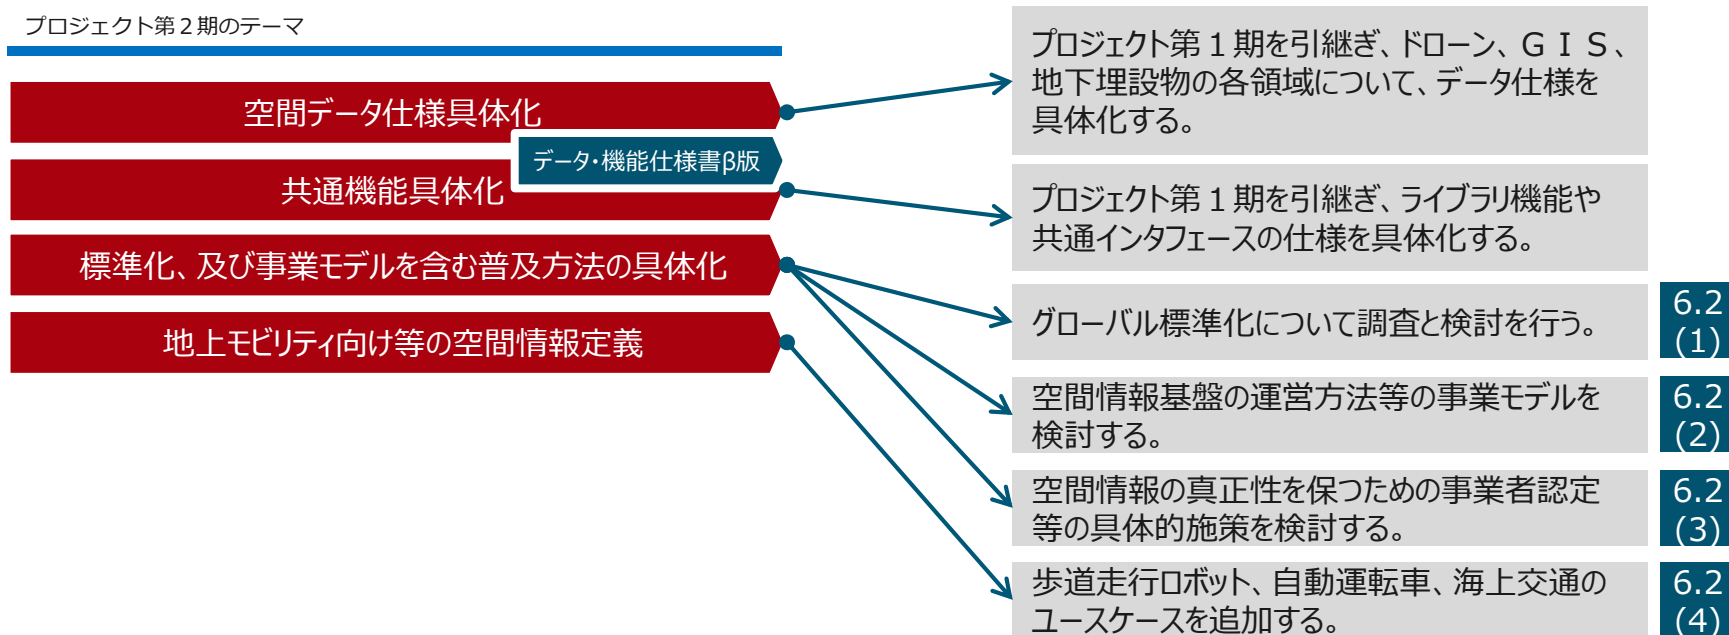 プロジェクト第２期のテーマ
空間データ仕様具体化
データ・機能仕様書β版
共通機能具体化
標準化、及び事業モデルを含む普及方法の具体化
地上モビリティ向け等の空間情報定義
プロジェクト第１期を引継ぎ、ドローン、ＧＩＳ、
地下埋設物の各領域について、データ仕様を
具体化する。
プロジェクト第１期を引継ぎ、ライブラリ機能や
共通インタフェースの仕様を具体化する。
グローバル標準化について調査と検討を行う。
6.2
(1)
空間情報基盤の運営方法等の事業モデルを
検討する。
6.2
(2)
空間情報の真正性を保つための事業者認定
等の具体的施策を検討する。
6.2
(3)
歩道走行ロボット、自動運転車、海上交通の
ユースケースを追加する。
6.2
(4)